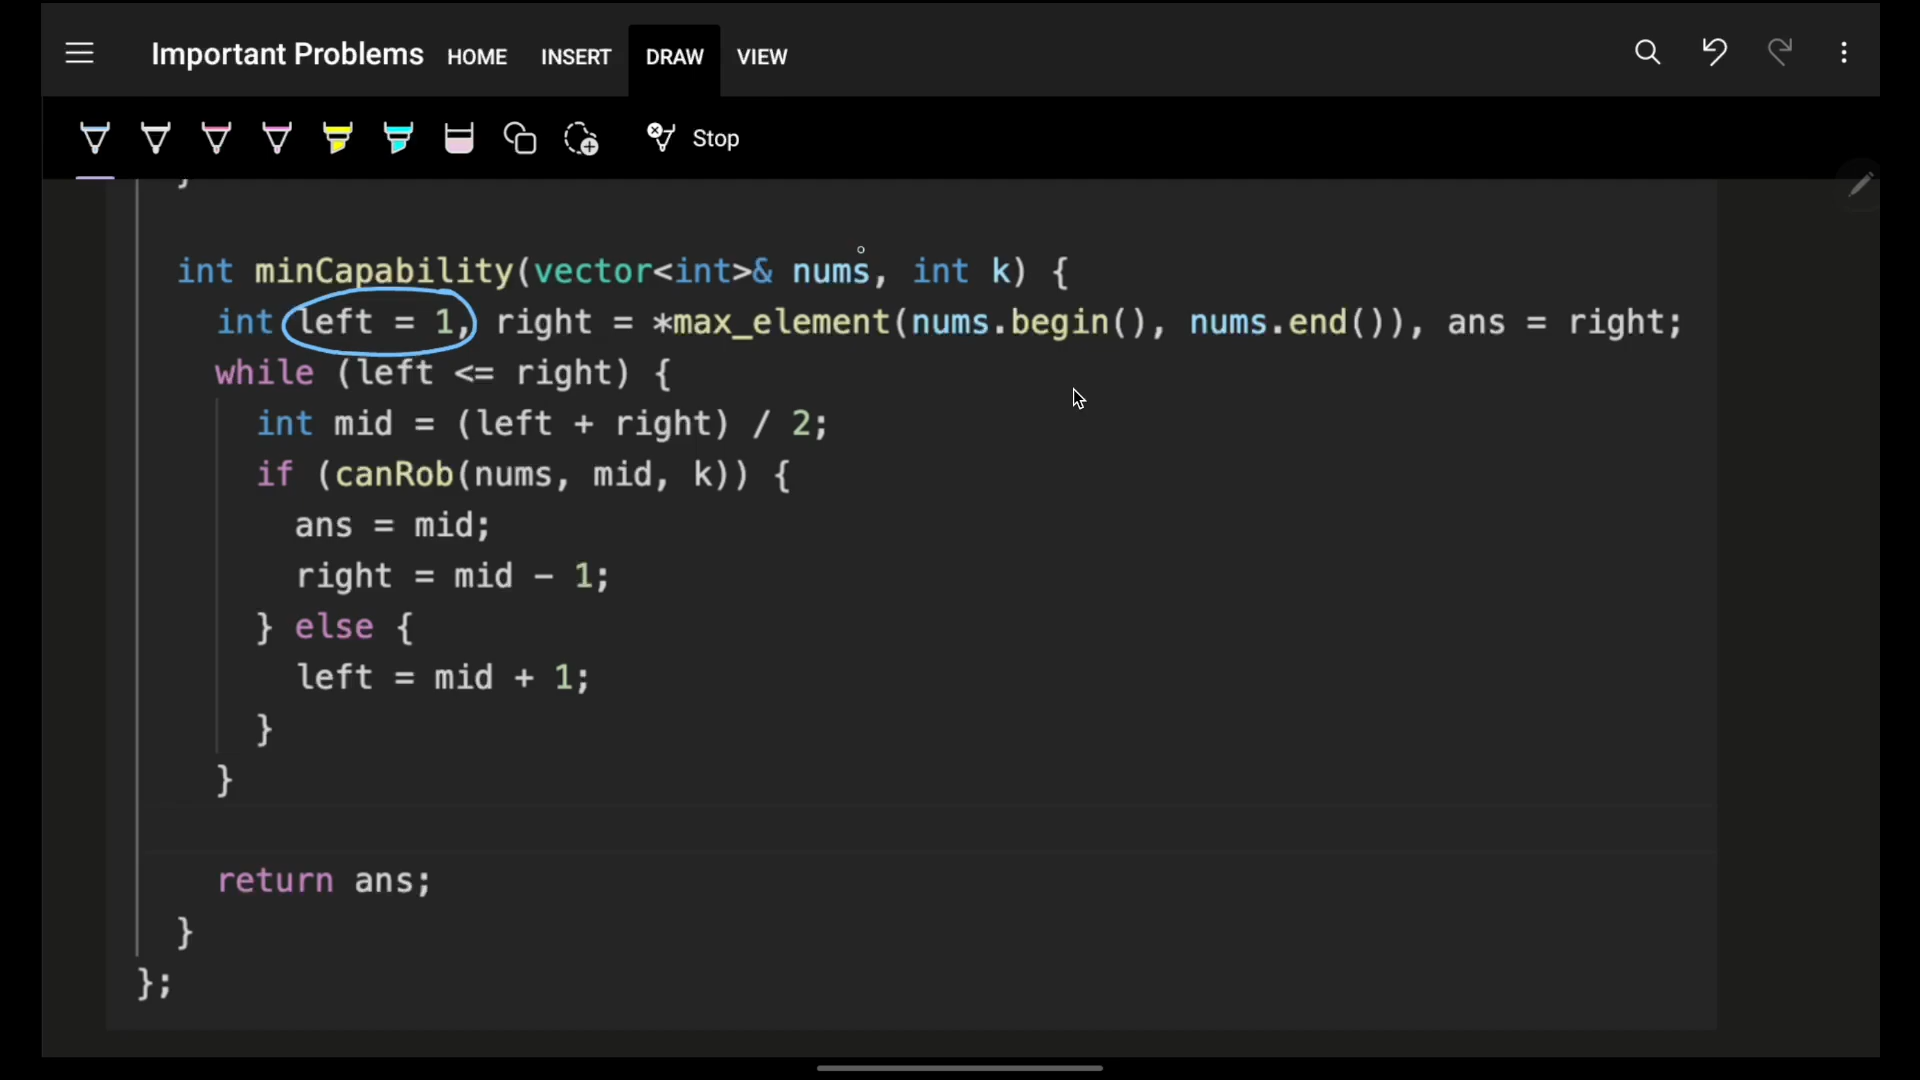 Important Problems HOME INSERT DRAW VIEW
Stop
}
int minCapability(vector<int>& nums, int k) {
int left = 1, right = *max_element(nums.begin(), nums.end()), ans = right;
while (left <= right) {
int mid = (left + right) / 2;
if (canRob(nums, mid, k)) {
ans = mid;
right = mid - 1;
} else {
left = mid + 1;
}
}
return ans;
}
};